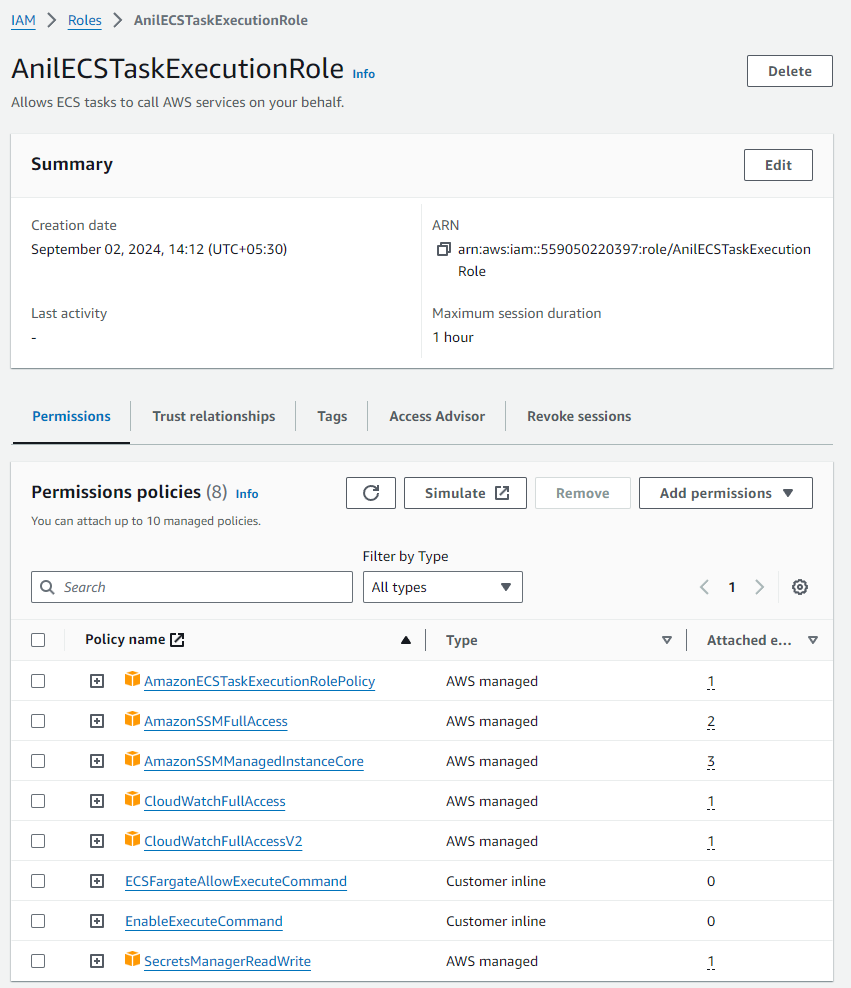 IAM > Roles > AnilECSTaskExecutionRole
AnilECSTaskExecutionRole Info
Delete
Allows ECS tasks to call AWS services on your behalf.
Summary
Edit
Creation date
September 02, 2024, 14:12 (UTC+05:30)
ARN
arn:aws:iam::559050220397:role/AnilECSTaskExecution
Role
Last activity
-
Maximum session duration
1 hour
Permissions
Trust relationships
Tags
Access Advisor
Revoke sessions
Permissions policies (8) Info
Simulate
Remove
Add permissions
You can attach up to 10 managed policies.
Filter by Type
Search
All types
1
Policy name Type Attached e...
AmazonECSTaskExecutionRolePolicy AWS managed 1
AmazonSSMFullAccess AWS managed 2
AmazonSSMManagedInstanceCore AWS managed 3
CloudWatchFullAccess AWS managed 1
CloudWatchFullAccessV2 AWS managed 1
ECSFargateAllowExecuteCommand Customer inline 0
EnableExecuteCommand Customer inline 0
SecretsManagerReadWrite AWS managed 1